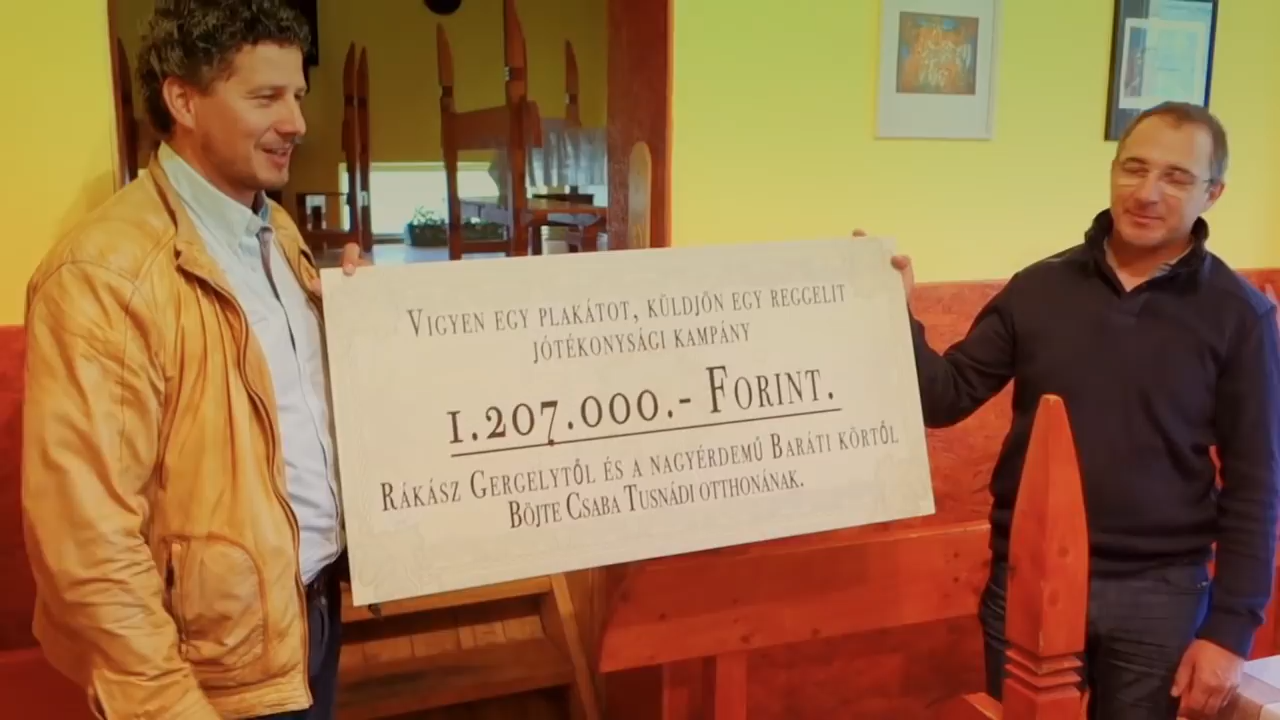 VIGYEN EGY PLAKÁTOT, KÜLDJÖN EGY REGGELIT
JÓTÉKONYSÁGI KAMPÁNY
1.207.000.- FORINT.
RÁKÁSZ GERGELYTŐL ÉS A NAGYÉRDEMŰ BARÁTI KÖRTŐL
BÖJTE CSABA TUSNÁDI OTTHONÁNAK.